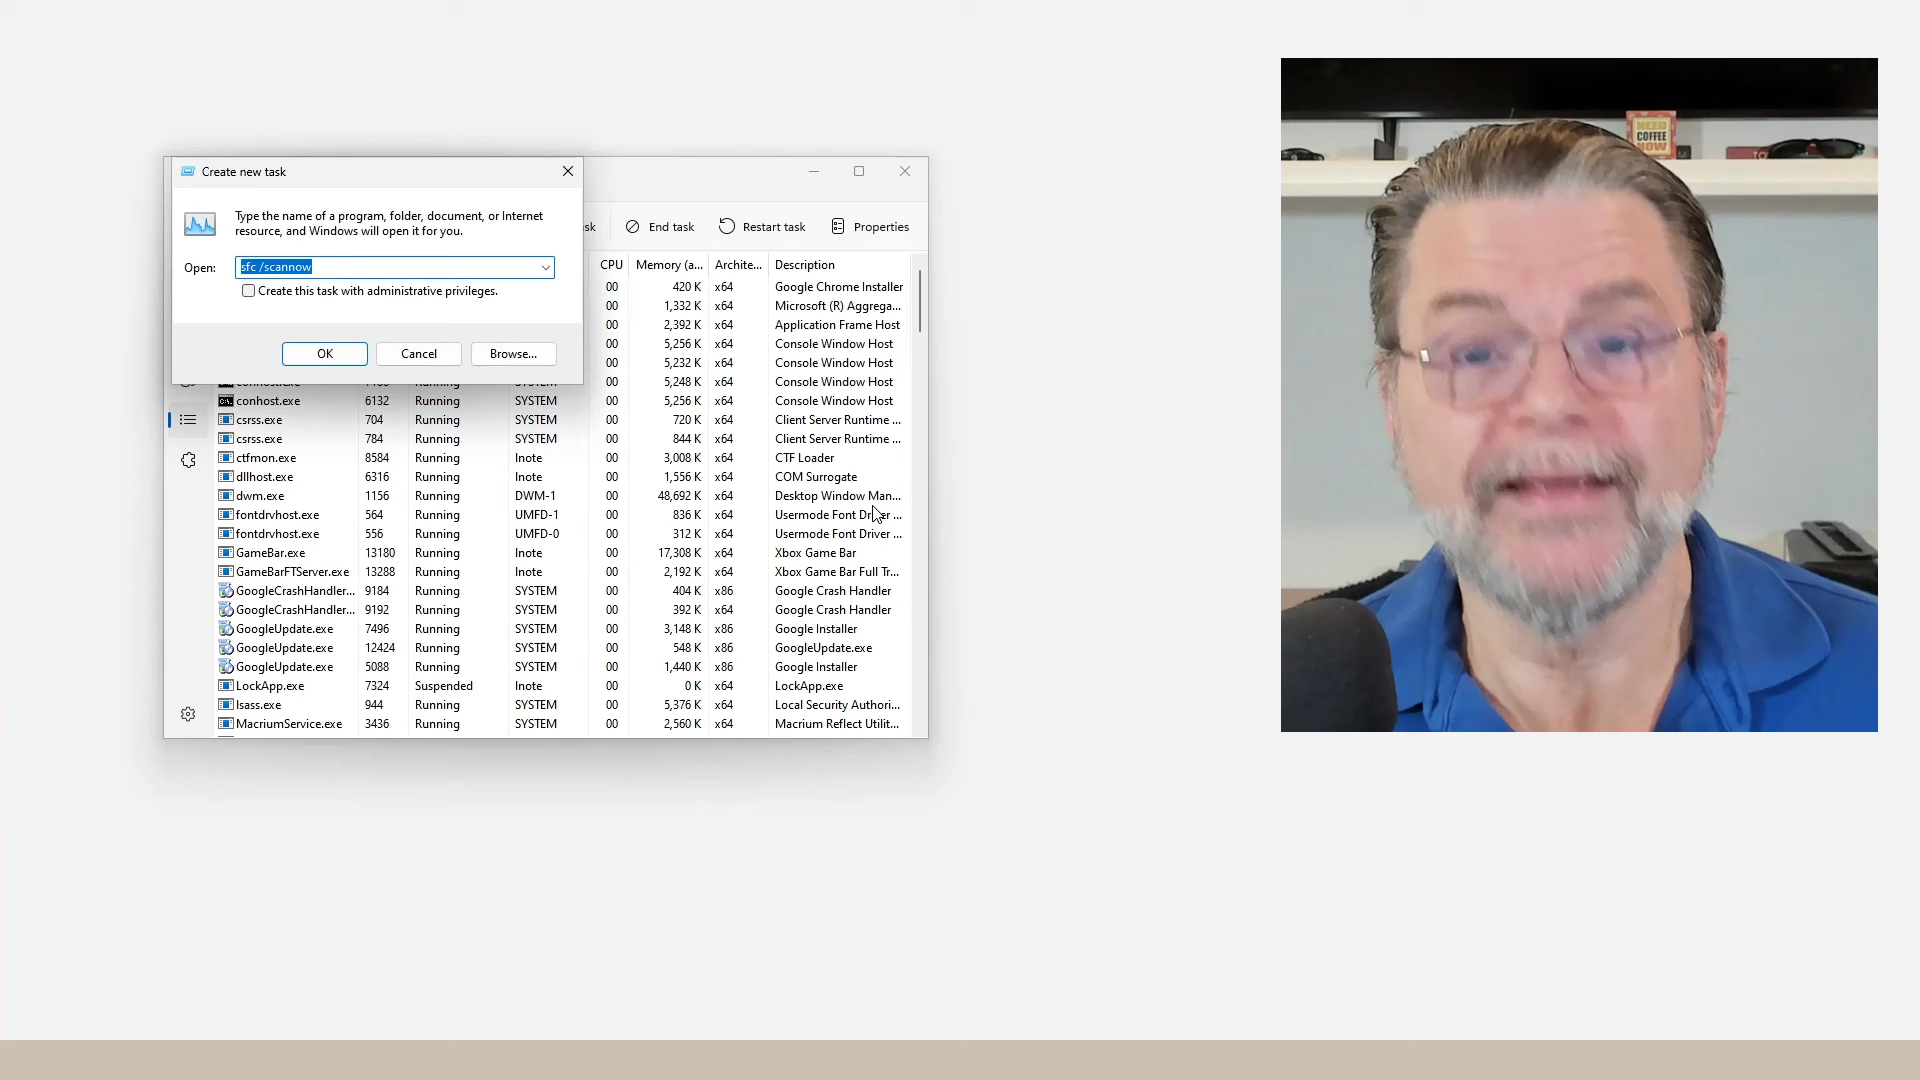 Create new task
Type the name of a program, folder, document, or Internet
resource, and Windows will open it for you.
Open: sfc /scannow
Create this task with administrative privileges.
OK Cancel Browse...
sk End task Restart task Properties
CPU Memory (a... Archite... Description
00 420 K x64 Google Chrome Installer
00 1,332 K x64 Microsoft (R) Aggrega...
00 2,392 K x64 Application Frame Host
00 5,256 K x64 Console Window Host
00 5,232 K x64 Console Window Host
00 5,248 K x64 Console Window Host
conhost.exe 6132 Running SYSTEM 00 5,256 K x64 Console Window Host
csrss.exe 704 Running SYSTEM 00 720 K x64 Client Server Runtime ...
csrss.exe 784 Running SYSTEM 00 844 K x64 Client Server Runtime ...
ctfmon.exe 8584 Running lnote 00 3,008 K x64 CTF Loader
dllhost.exe 6316 Running lnote 00 1,556 K x64 COM Surrogate
dwm.exe 1156 Running DWM-1 00 48,692 K x64 Desktop Window Man...
fontdrvhost.exe 564 Running UMFD-1 00 836 K x64 Usermode Font Driver ...
fontdrvhost.exe 556 Running UMFD-0 00 312 K x64 Usermode Font Driver ...
GameBar.exe 13180 Running lnote 00 17,308 K x64 Xbox Game Bar
GameBarFTServer.exe 13288 Running lnote 00 2,192 K x64 Xbox Game Bar Full Tr...
GoogleCrashHandler... 9184 Running SYSTEM 00 404 K x86 Google Crash Handler
GoogleCrashHandler... 9192 Running SYSTEM 00 392 K x64 Google Crash Handler
GoogleUpdate.exe 7496 Running SYSTEM 00 3,148 K x86 Google Installer
GoogleUpdate.exe 12424 Running SYSTEM 00 548 K x86 GoogleUpdate.exe
GoogleUpdate.exe 5088 Running SYSTEM 00 1,440 K x86 Google Installer
LockApp.exe 7324 Suspended lnote 00 0 K x64 LockApp.exe
lsass.exe 944 Running SYSTEM 00 5,376 K x64 Local Security Authori...
MacriumService.exe 3436 Running SYSTEM 00 2,560 K x64 Macrium Reflect Utilit...
NEED
COFFEE
NOW